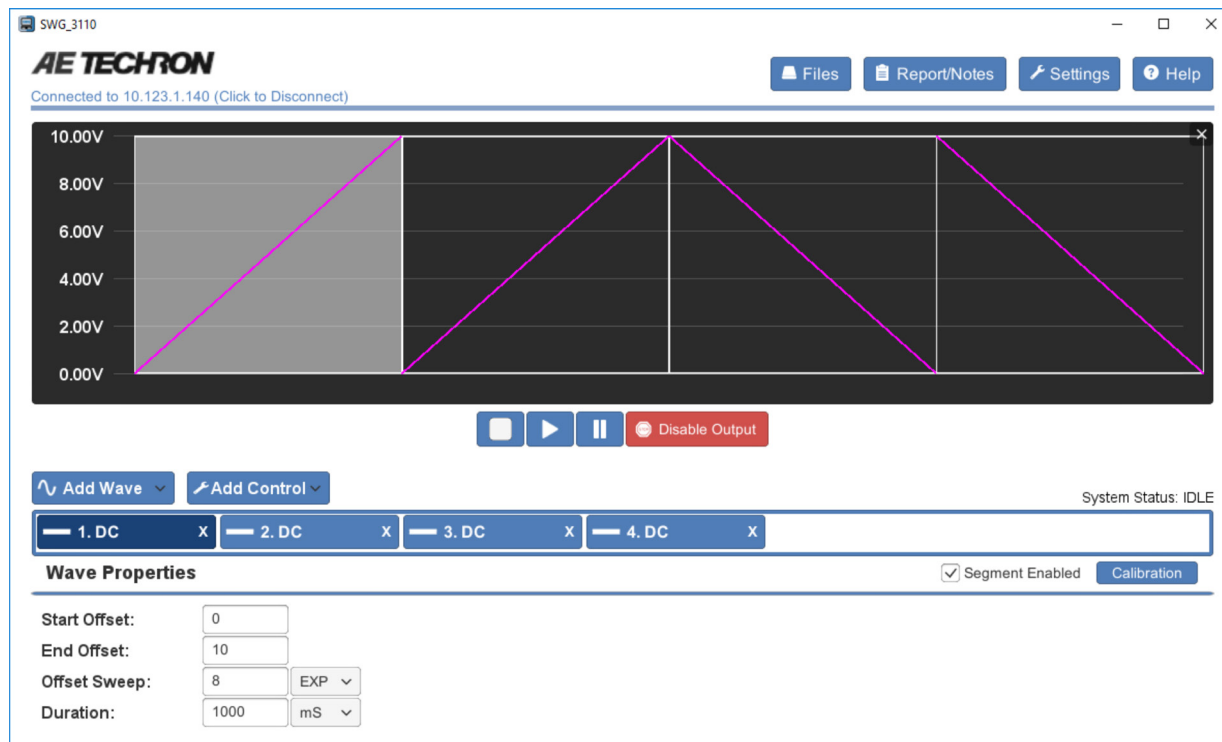 SWG_3110
AE TECHRON
Files
Report/Notes
Settings
Help
Connected to 10.123.1.140 (Click to Disconnect)
10.00V
8.00V
6.00V
4.00V
2.00V
0.00V
Disable Output
Add Wave
Add Control
System Status: IDLE
1. DC X
2. DC X
3. DC X
4. DC X
Wave Properties
Segment Enabled
Calibration
Start Offset: 0
End Offset: 10
Offset Sweep: 8 EXP
Duration: 1000 mS